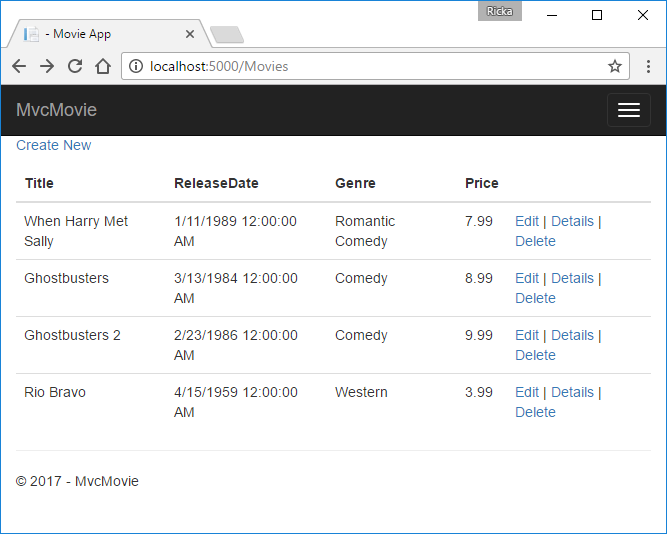 Ricka
- Movie App
localhost:5000/Movies
MvcMovie
Create New
Title ReleaseDate Genre Price
When Harry Met 1/11/1989 12:00:00 Romantic 7.99 Edit | Details |
Sally AM Comedy Delete
Ghostbusters 3/13/1984 12:00:00 Comedy 8.99 Edit | Details |
AM Delete
Ghostbusters 2 2/23/1986 12:00:00 Comedy 9.99 Edit | Details |
AM Delete
Rio Bravo 4/15/1959 12:00:00 Western 3.99 Edit | Details |
AM Delete
© 2017 - MvcMovie